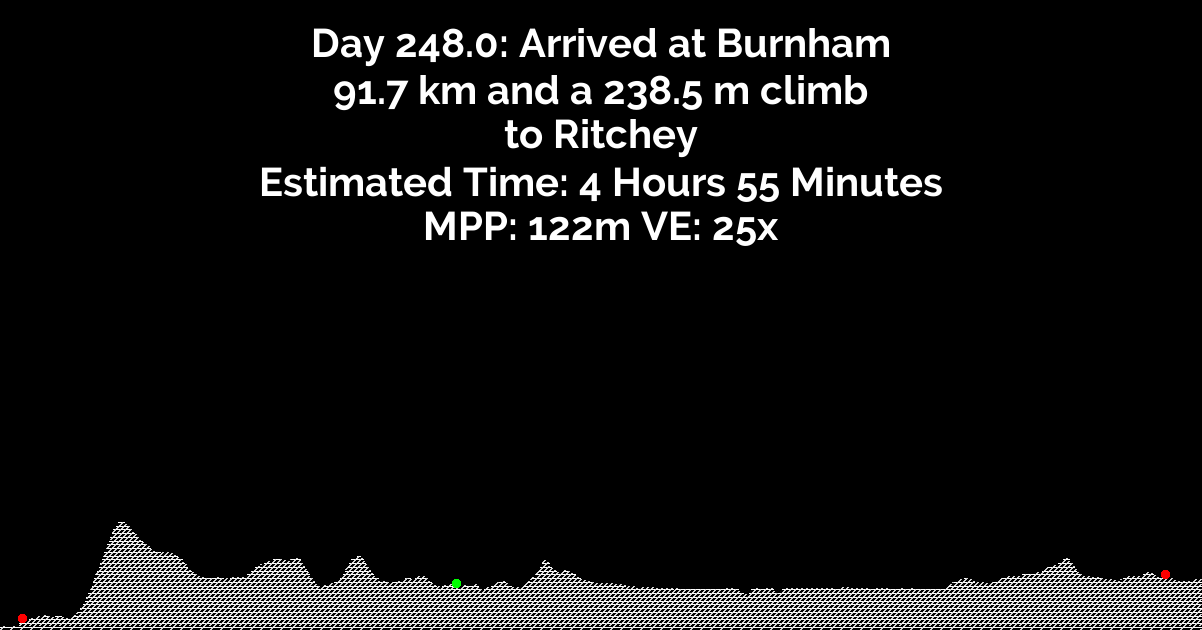 Day 248.0: Arrived at Burnham
91.7 km and a 238.5 m climb
to Ritchey
Estimated Time: 4 Hours 55 Minutes
MPP: 122m VE: 25x